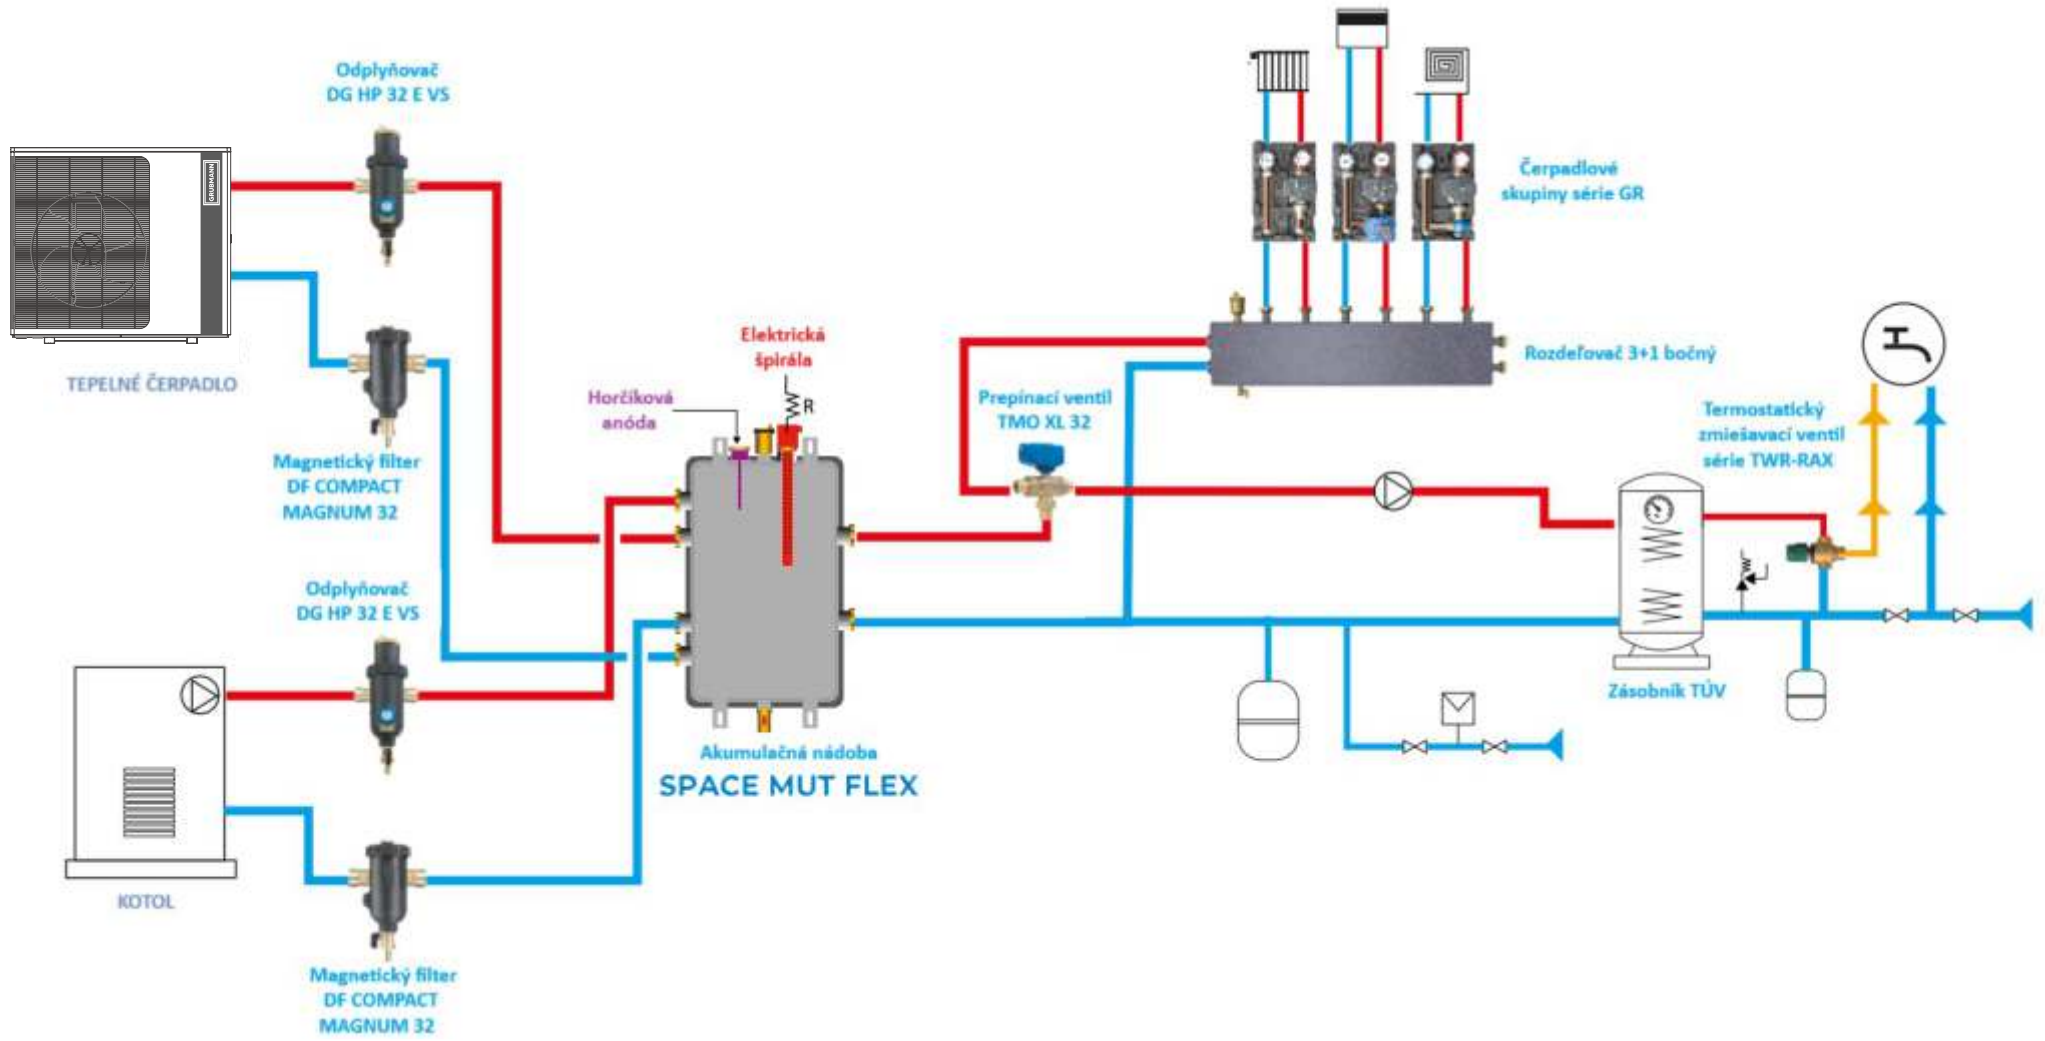 Odplyňovač
DG HP 32 E VS
GRUBMANN
TEPELNÉ ČERPADLO
Magnetický filter
DF COMPACT
MAGNUM 32
Odplyňovač
DG HP 32 E VS
KOTOL
Magnetický filter
DF COMPACT
MAGNUM 32
Elektrická
špirála
R
Horčíková
anóda
Akumulačná nádoba
SPACE MUT FLEX
Prepínací ventil
TMO XL 32
Čerpadlové
skupiny série GR
Rozdeľovač 3+1 bočný
Termostatický
zmiešavací ventil
série TWR-RAX
Zásobník TÚV